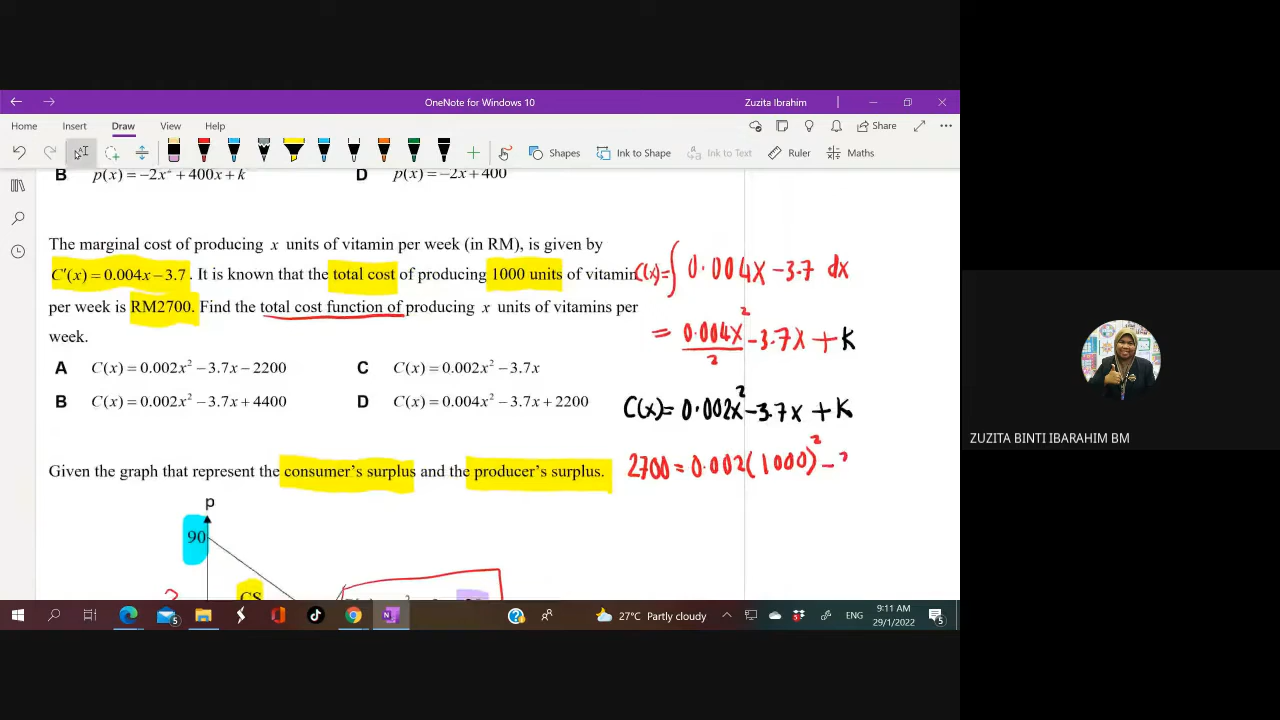 OneNote for Windows 10
Zuzita Ibrahim
Home Insert Draw View Help
Share
Shapes Ink to Shape Ink to Text Ruler Maths
B p(x) = −2x² + 400x + k D p(x) = −2x + 400
The marginal cost of producing x units of vitamin per week (in RM), is given by
C′(x) = 0.004x − 3.7. It is known that the total cost of producing 1000 units of vitamin
per week is RM2700. Find the total cost function of producing x units of vitamins per
week.
A C(x) = 0.002x² − 3.7x − 2200 C C(x) = 0.002x² − 3.7x
B C(x) = 0.002x² − 3.7x + 4400 D C(x) = 0.004x² − 3.7x + 2200
C(x) = ∫ 0.004x − 3.7 dx
= 0.004x²/2 − 3.7x + K
C(x) = 0.002x² − 3.7x + K
2700 = 0.002(1000)² −
Given the graph that represent the consumer's surplus and the producer's surplus.
p
90
CS
ZUZITA BINTI IBARAHIM BM
5
27°C Partly cloudy
ENG
9:11 AM
29/1/2022
5